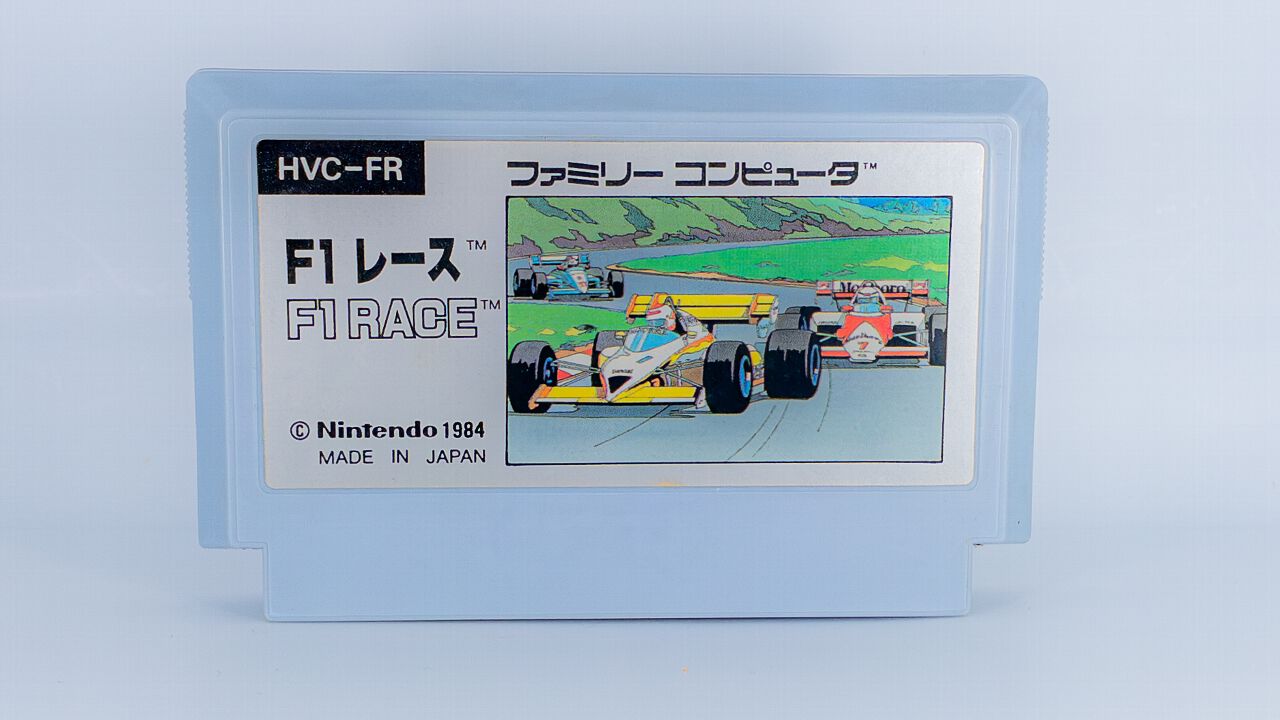 HVC-FR
ファミリー コンピュータ™
F1 レース™
F1 RACE™
© Nintendo 1984
MADE IN JAPAN
7